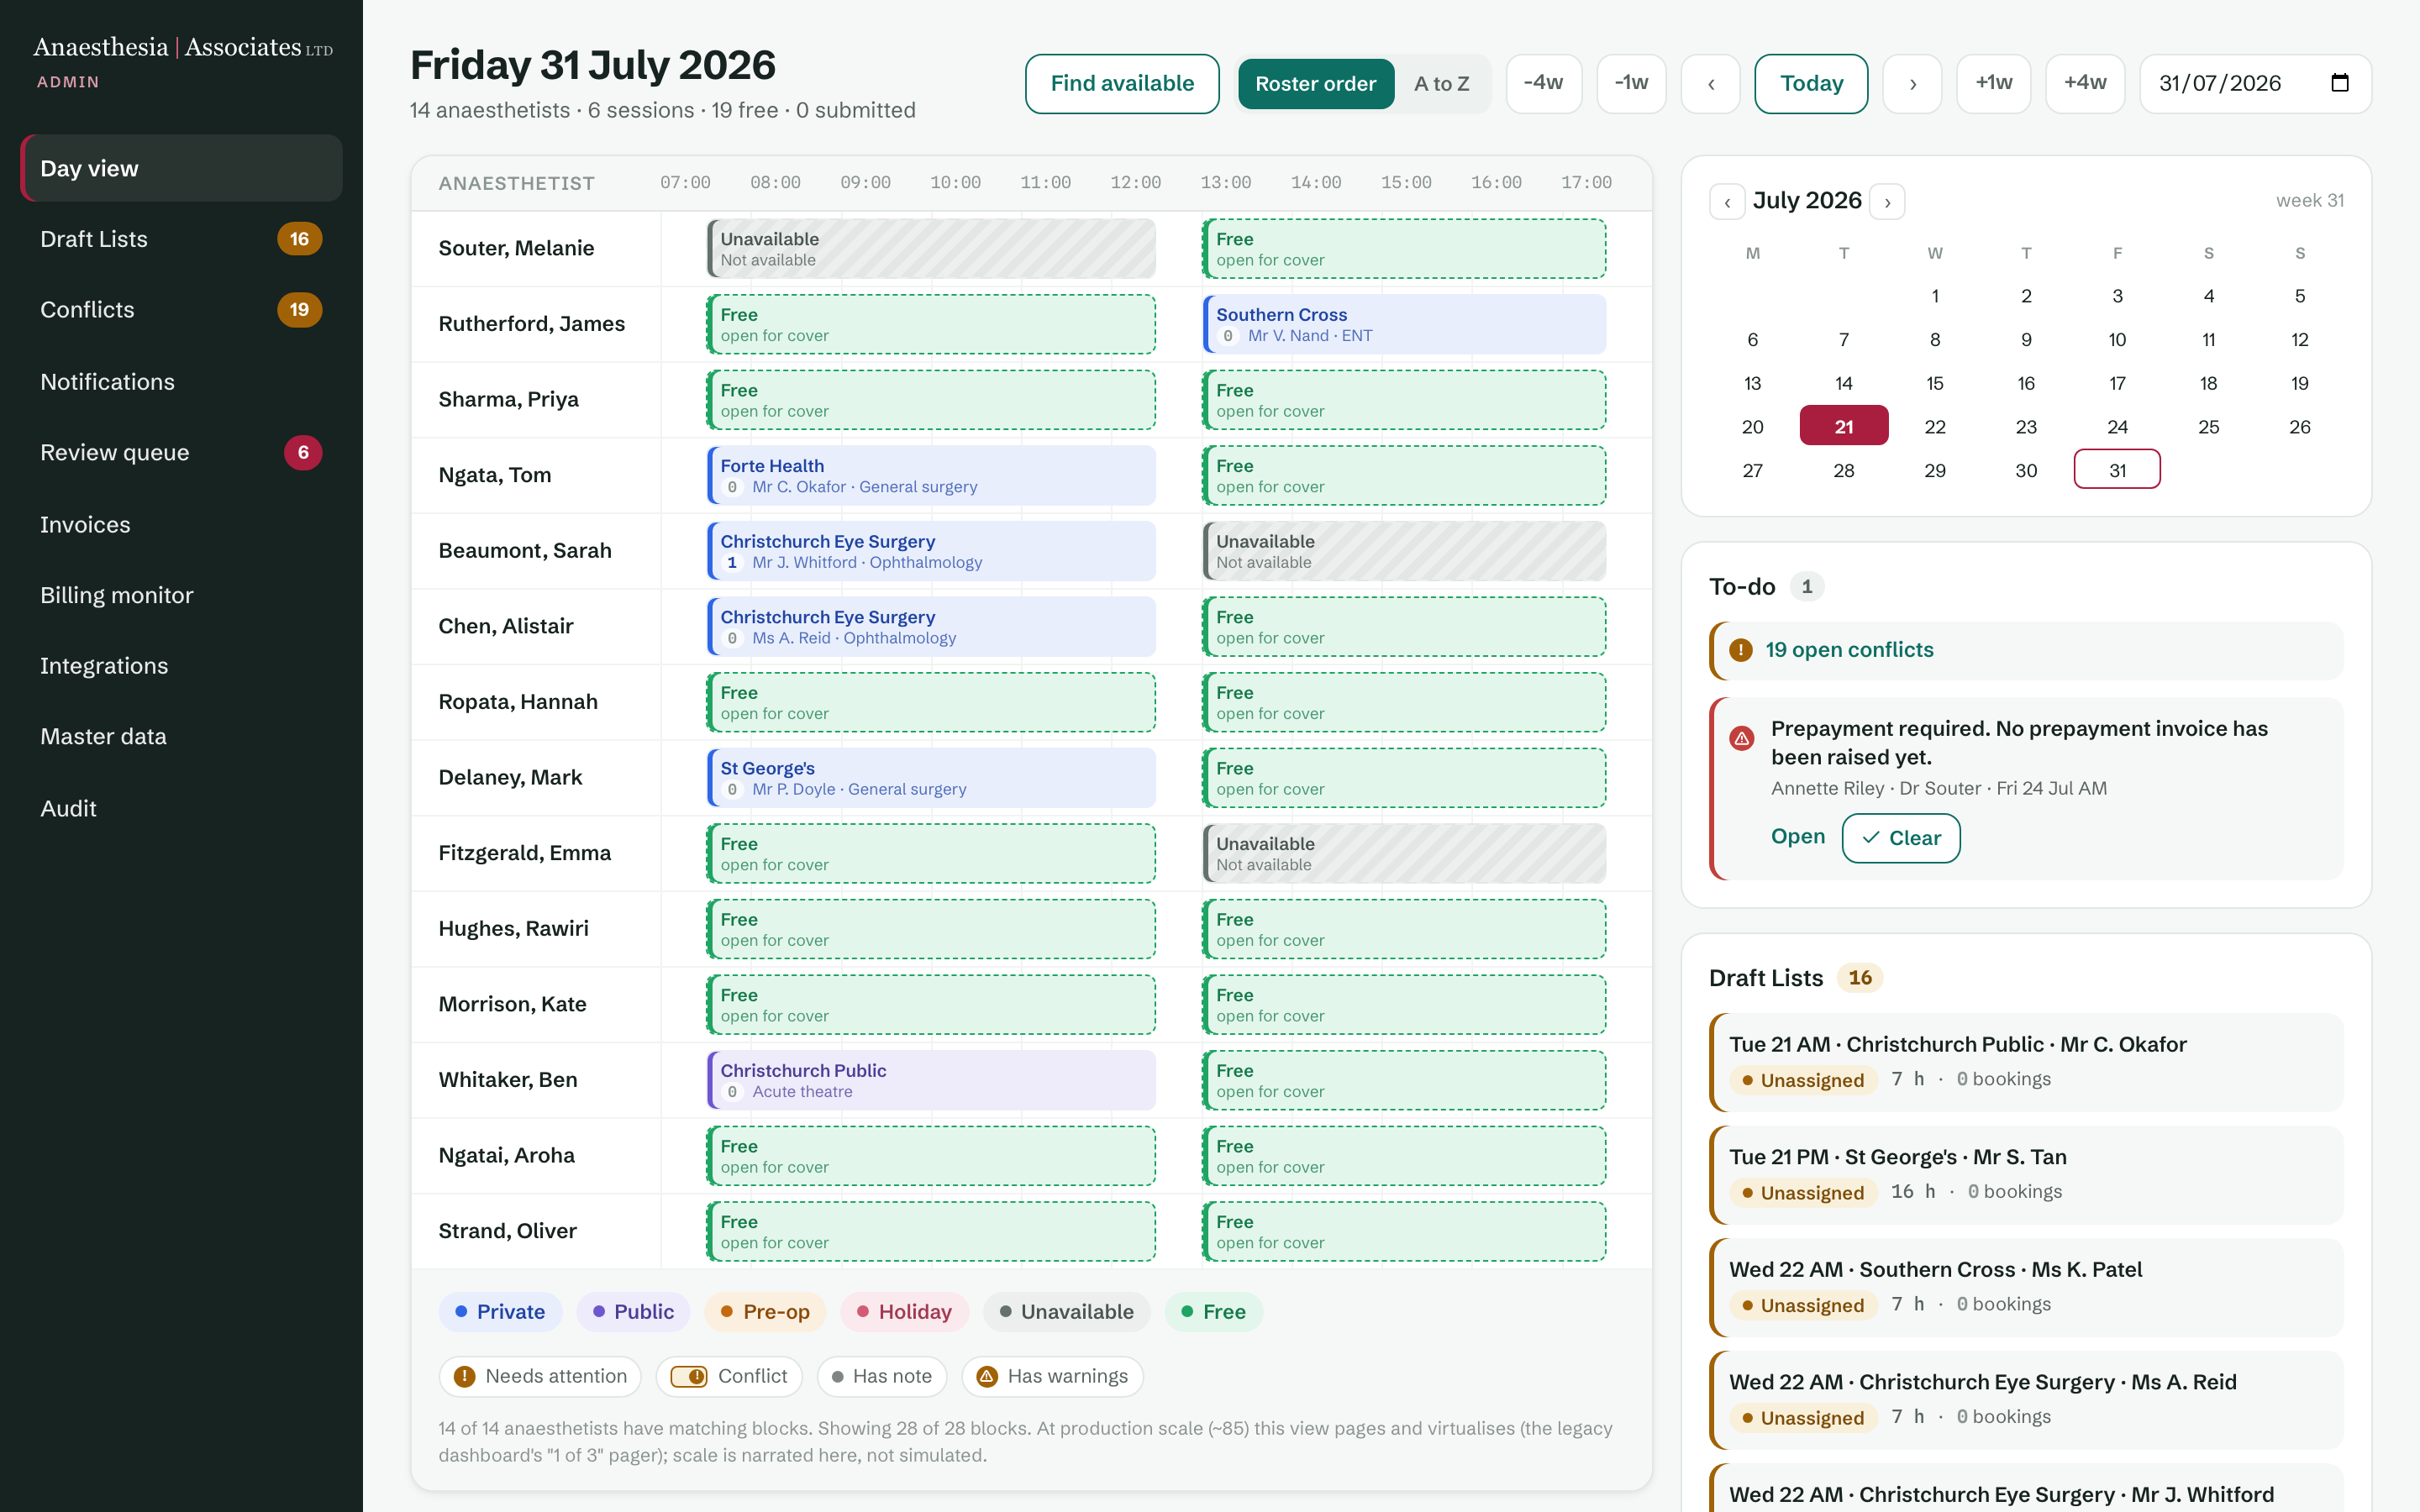 Anaesthesia | Associates LTD
ADMIN
Day view
Draft Lists 16
Conflicts 19
Notifications
Review queue 6
Invoices
Billing monitor
Integrations
Master data
Audit
Friday 31 July 2026
14 anaesthetists · 6 sessions · 19 free · 0 submitted
Find available Roster order A to Z -4w -1w ‹ Today › +1w +4w 31/07/2026
ANAESTHETIST 07:00 08:00 09:00 10:00 11:00 12:00 13:00 14:00 15:00 16:00 17:00
Souter, Melanie
Unavailable
Not available
Free
open for cover
Rutherford, James
Free
open for cover
Southern Cross
0 Mr V. Nand · ENT
Sharma, Priya
Free
open for cover
Free
open for cover
Ngata, Tom
Forte Health
0 Mr C. Okafor · General surgery
Free
open for cover
Beaumont, Sarah
Christchurch Eye Surgery
1 Mr J. Whitford · Ophthalmology
Unavailable
Not available
Chen, Alistair
Christchurch Eye Surgery
0 Ms A. Reid · Ophthalmology
Free
open for cover
Ropata, Hannah
Free
open for cover
Free
open for cover
Delaney, Mark
St George's
0 Mr P. Doyle · General surgery
Free
open for cover
Fitzgerald, Emma
Free
open for cover
Unavailable
Not available
Hughes, Rawiri
Free
open for cover
Free
open for cover
Morrison, Kate
Free
open for cover
Free
open for cover
Whitaker, Ben
Christchurch Public
0 Acute theatre
Free
open for cover
Ngatai, Aroha
Free
open for cover
Free
open for cover
Strand, Oliver
Free
open for cover
Free
open for cover
Private Public Pre-op Holiday Unavailable Free
Needs attention Conflict Has note Has warnings
14 of 14 anaesthetists have matching blocks. Showing 28 of 28 blocks. At production scale (~85) this view pages and virtualises (the legacy
dashboard's "1 of 3" pager); scale is narrated here, not simulated.
‹ July 2026 › week 31
M T W T F S S
1 2 3 4 5
6 7 8 9 10 11 12
13 14 15 16 17 18 19
20 21 22 23 24 25 26
27 28 29 30 31
To-do 1
19 open conflicts
Prepayment required. No prepayment invoice has
been raised yet.
Annette Riley · Dr Souter · Fri 24 Jul AM
Open Clear
Draft Lists 16
Tue 21 AM · Christchurch Public · Mr C. Okafor
Unassigned 7 h · 0 bookings
Tue 21 PM · St George's · Mr S. Tan
Unassigned 16 h · 0 bookings
Wed 22 AM · Southern Cross · Ms K. Patel
Unassigned 7 h · 0 bookings
Wed 22 AM · Christchurch Eye Surgery · Ms A. Reid
Unassigned 7 h · 0 bookings
Wed 22 AM · Christchurch Eye Surgery · Mr J. Whitford